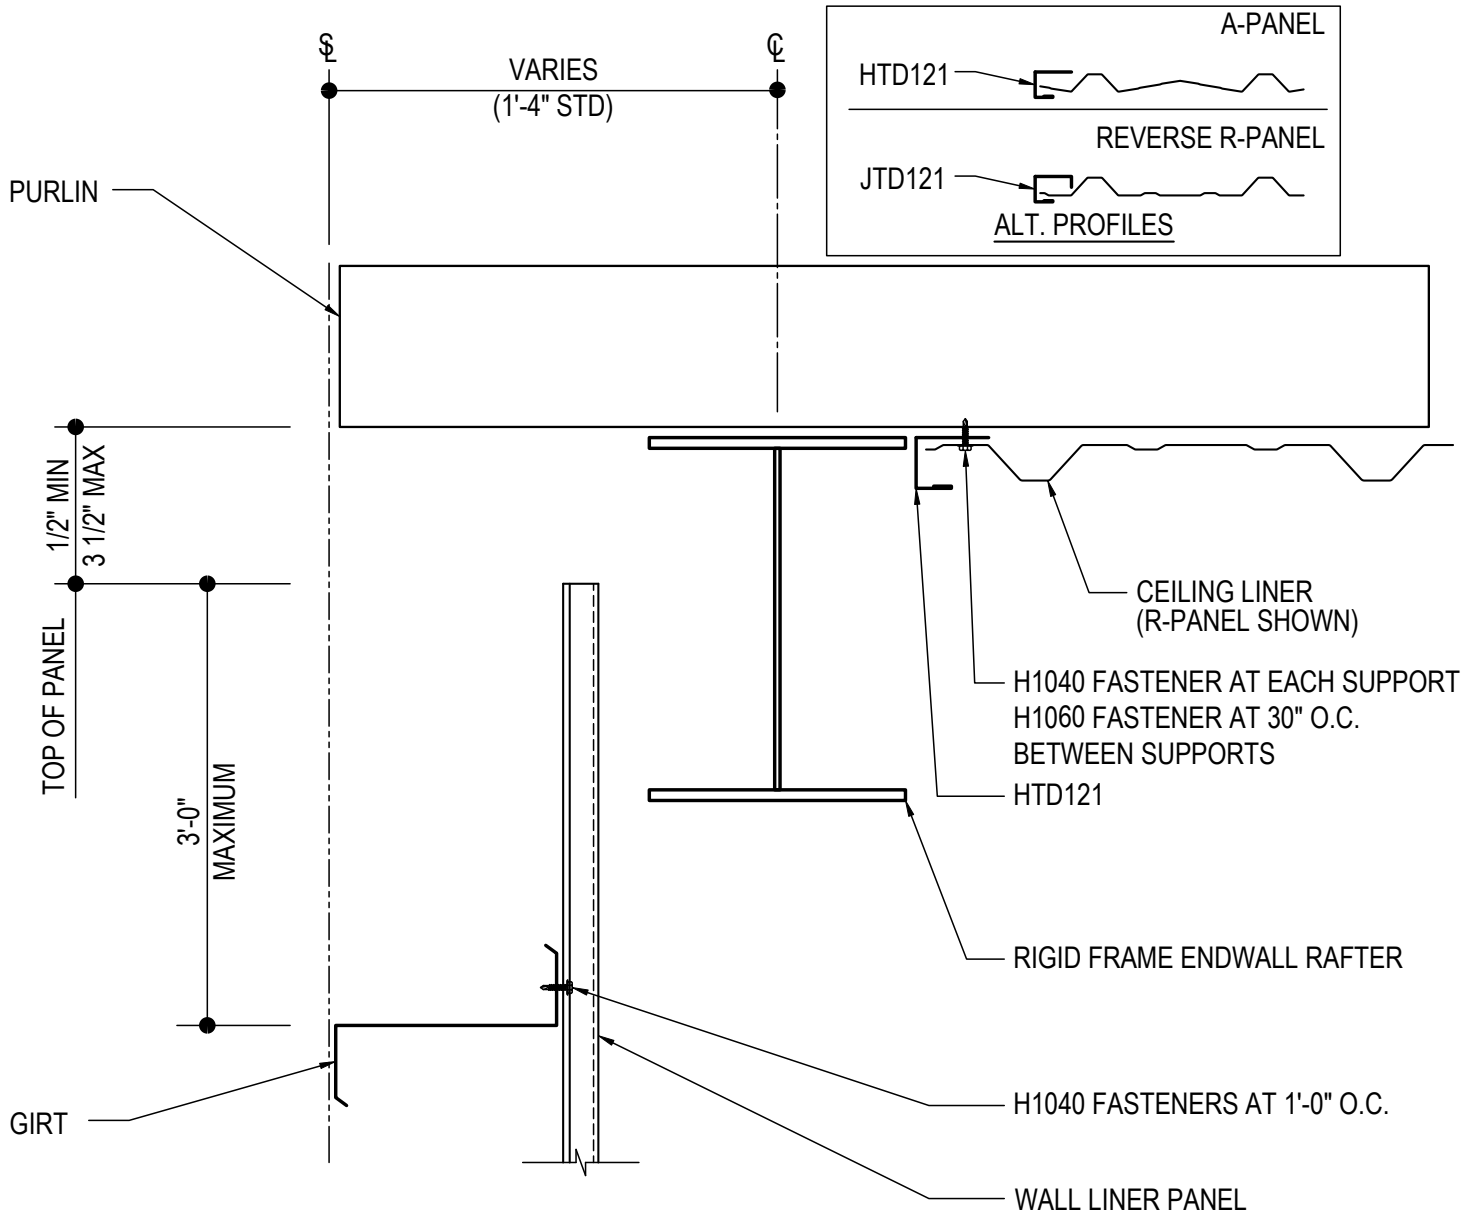 A-PANEL
VARIES
(1'-4" STD)
HTD121
REVERSE R-PANEL
JTD121
ALT. PROFILES
PURLIN
1/2" MIN
3 1/2" MAX
TOP OF PANEL
3'-0"
MAXIMUM
CEILING LINER
(R-PANEL SHOWN)
H1040 FASTENER AT EACH SUPPORT
H1060 FASTENER AT 30" O.C.
BETWEEN SUPPORTS
HTD121
RIGID FRAME ENDWALL RAFTER
H1040 FASTENERS AT 1'-0" O.C.
GIRT
WALL LINER PANEL